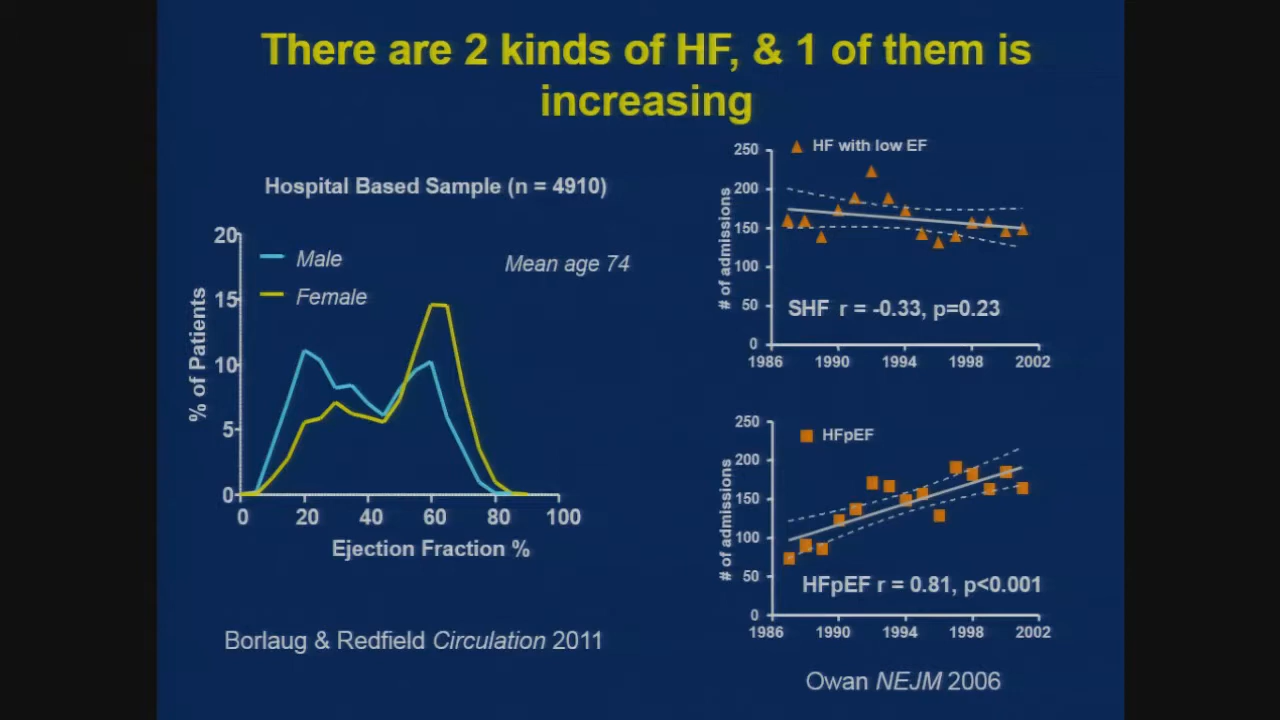 There are 2 kinds of HF, & 1 of them is
increasing
Hospital Based Sample (n = 4910)
20
15
10
5
0
% of Patients
Male
Female
Mean age 74
0 20 40 60 80 100
Ejection Fraction %
Borlaug & Redfield Circulation 2011
250
200
150
100
50
0
# of admissions
HF with low EF
SHF r = -0.33, p=0.23
1986 1990 1994 1998 2002
250
200
150
100
50
0
# of admissions
HFpEF
HFpEF r = 0.81, p<0.001
1986 1990 1994 1998 2002
Owan NEJM 2006